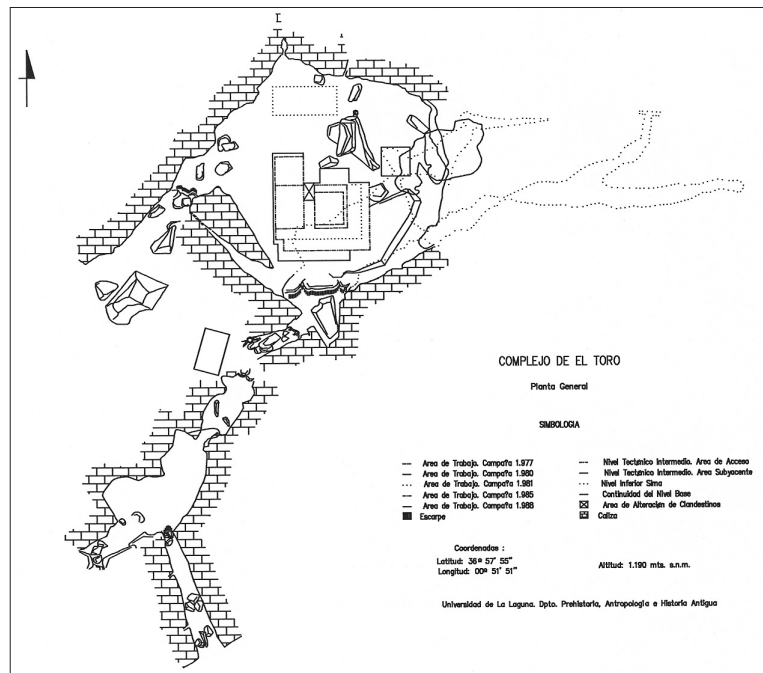 COMPLEJO DE EL TORO
Planta General
SIMBOLOGIA
Area de Trabajo. Campaña 1.977
Area de Trabajo. Campaña 1.980
Area de Trabajo. Campaña 1.981
Area de Trabajo. Campaña 1.985
Area de Trabajo. Campaña 1.988
Escarpe
Nivel Tectónico Intermedio. Area de Acceso
Nivel Tectónico Intermedio. Area Subyacente
Nivel Inferior Sima
Continuidad del Nivel Base
Area de Alteración de Clandestinos
Caliza
Coordenadas :
Latitud: 36º 57' 55"
Longitud: 00º 51' 51"
Altitud: 1.190 mts. s.n.m.
Universidad de La Laguna. Dpto. Prehistoria, Antropología e Historia Antigua